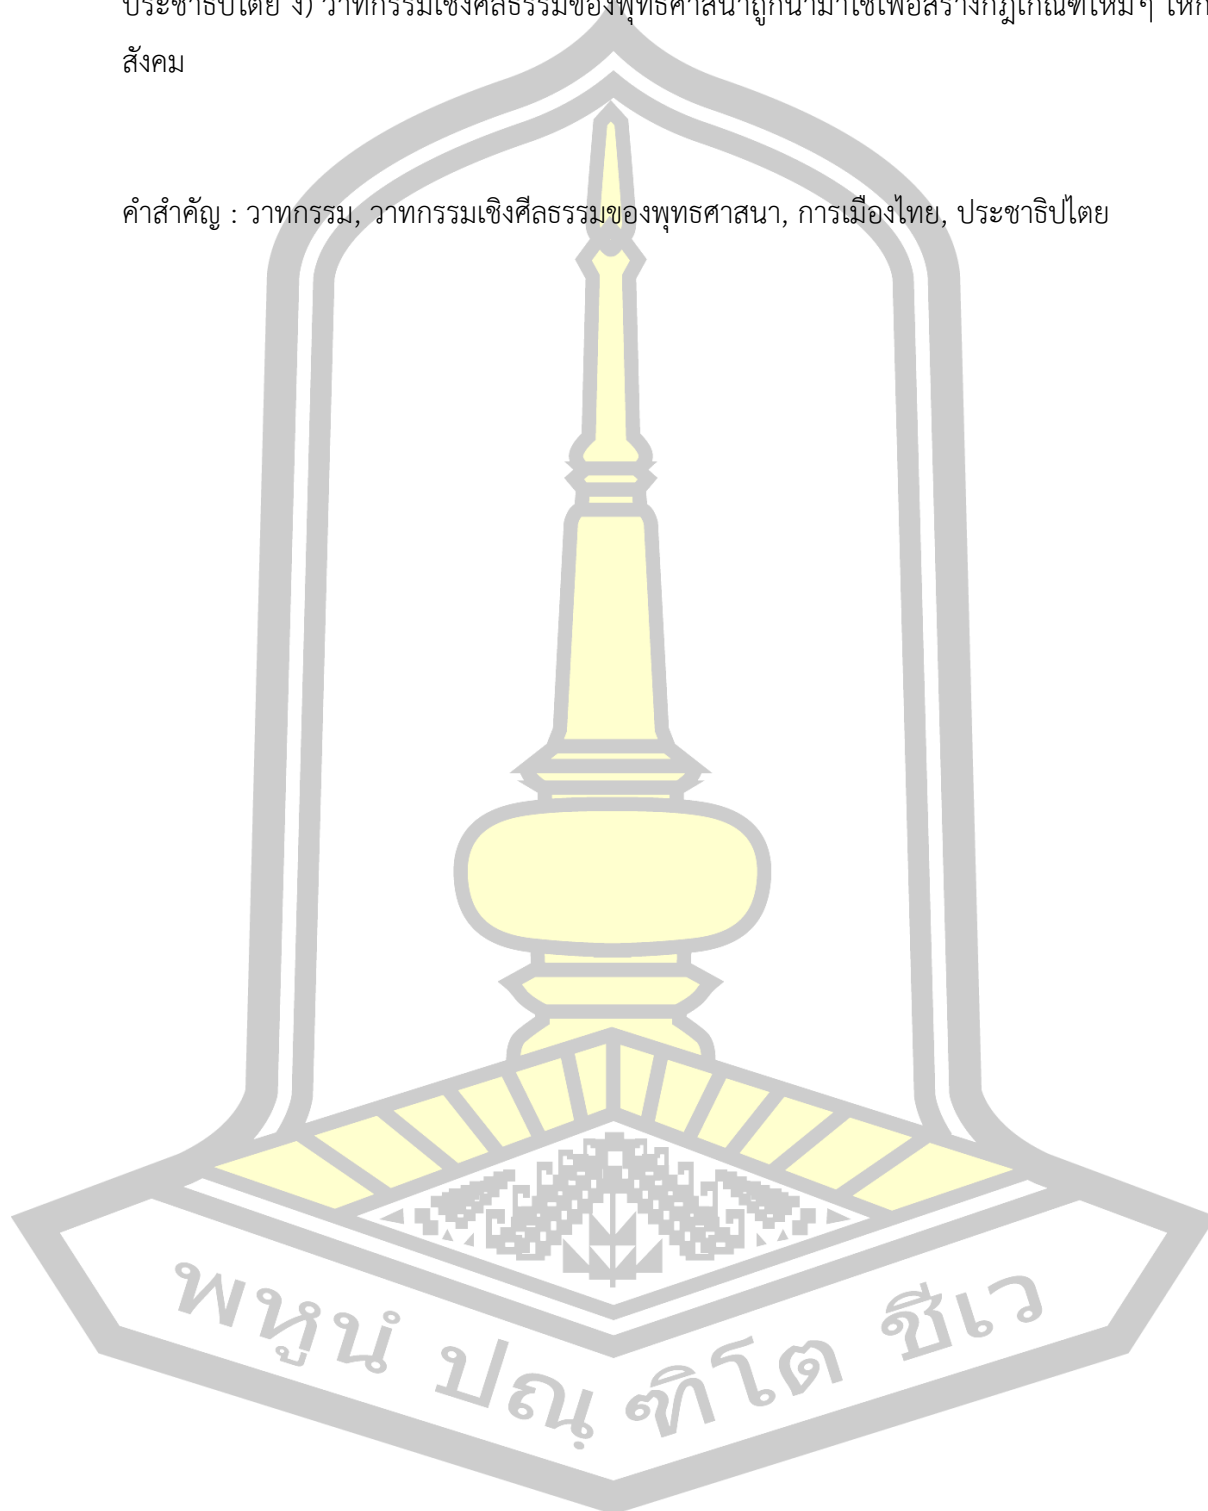 ประชาธิปไตย ง) วาทกรรมเชิงศีลธรรมของพุทธศาสนาถูกนำมาใช้เพื่อสร้างกฎเกณฑ์ใหม่ๆ
สังคม
คำสำคัญ : วาทกรรม, วาทกรรมเชิงศีลธรรมของพุทธศาสนา, การเมืองไทย, ประชาธิปไตย
พหูนํ ปณฺฑิโต ชีเว